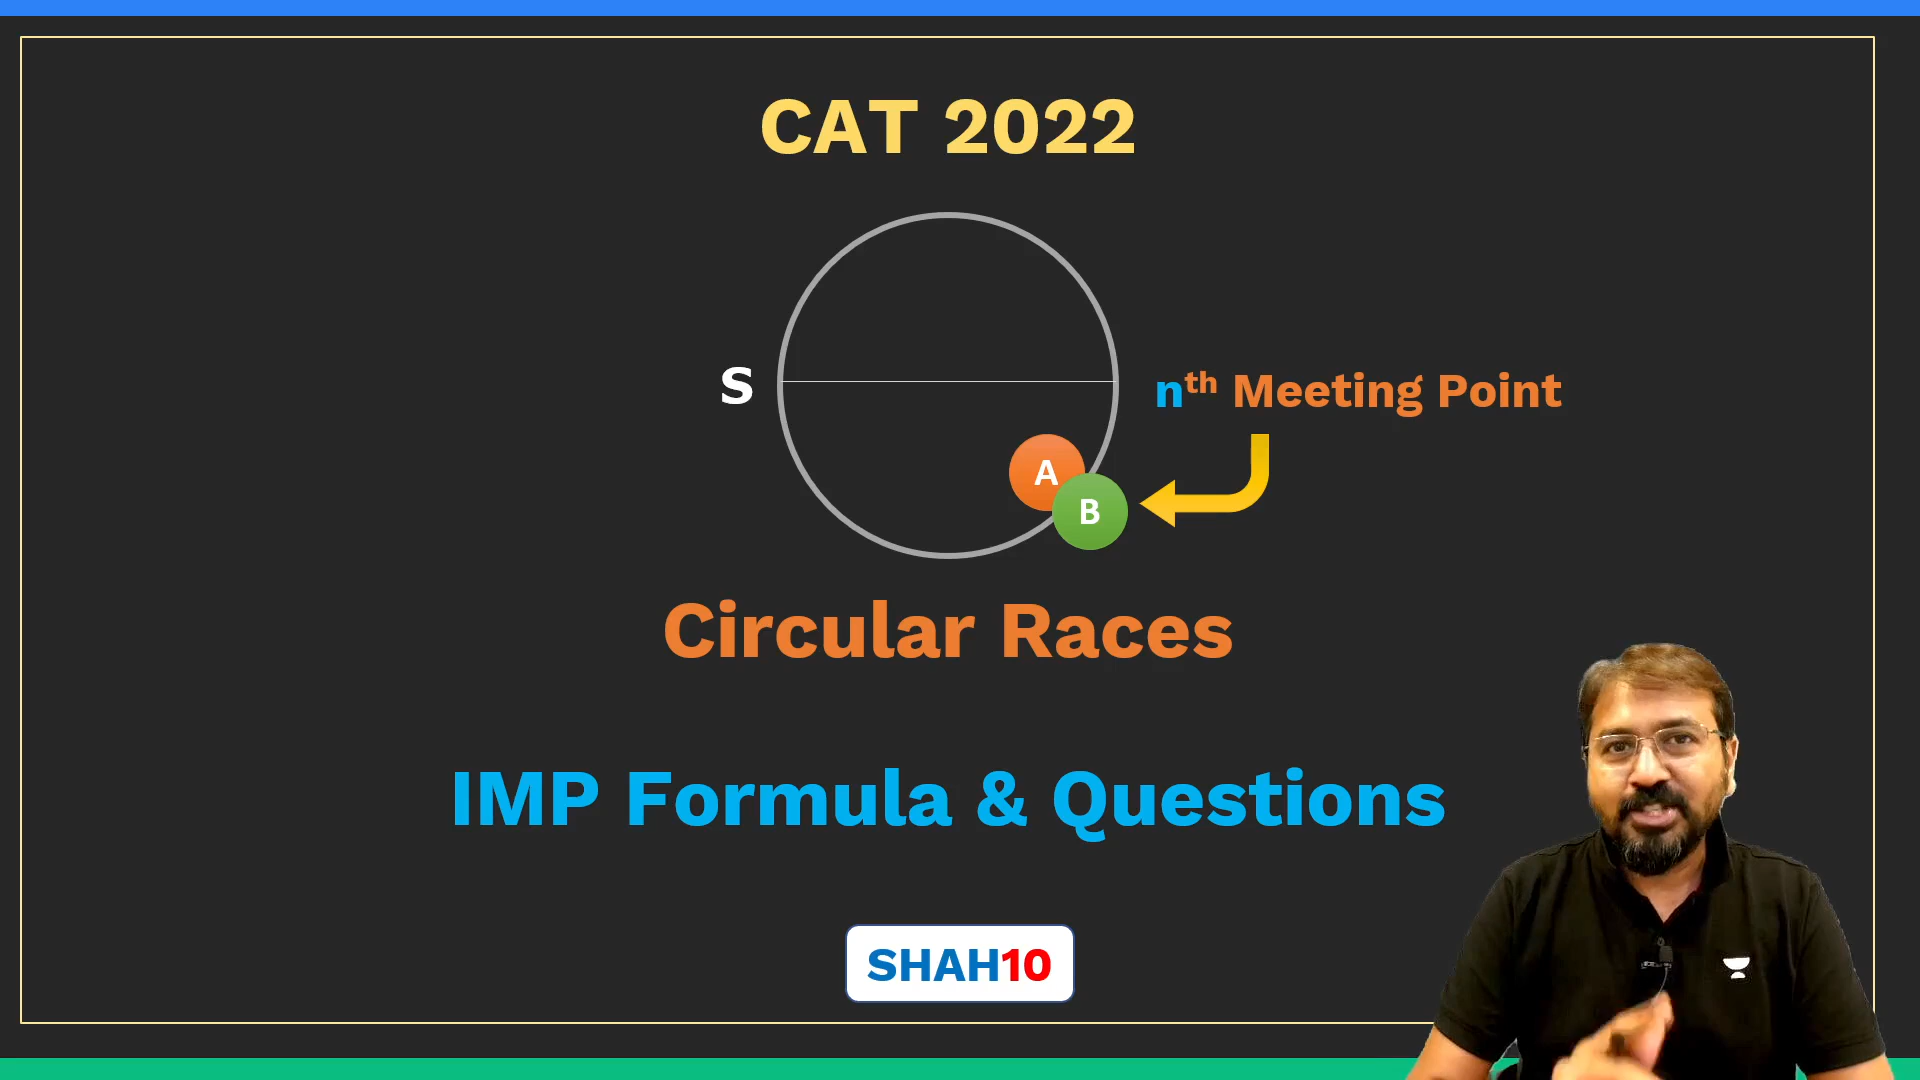 CAT 2022
S
nth Meeting Point
A
B
Circular Races
IMP Formula & Questions
SHAH10